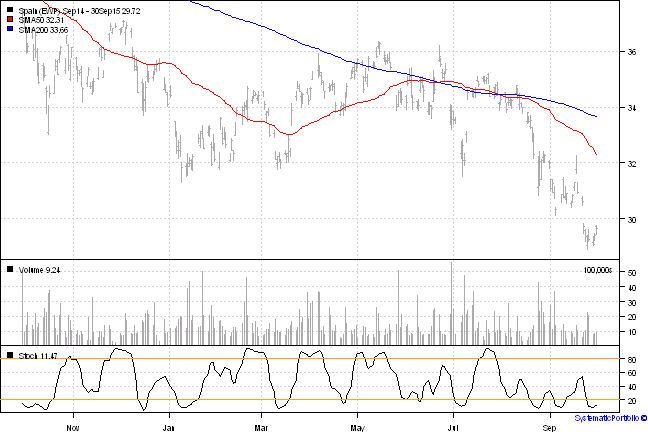 Spain (EWP) Sep14 - 30Sep15 29.72
SMA50 32.31
SMA200 33.66
36
34
32
30
Volume 9.24
100,000s
50
40
30
20
10
Stoch 11.47
80
60
40
20
Nov Jan Mar May Jul Sep
SystematicPortfolio ©